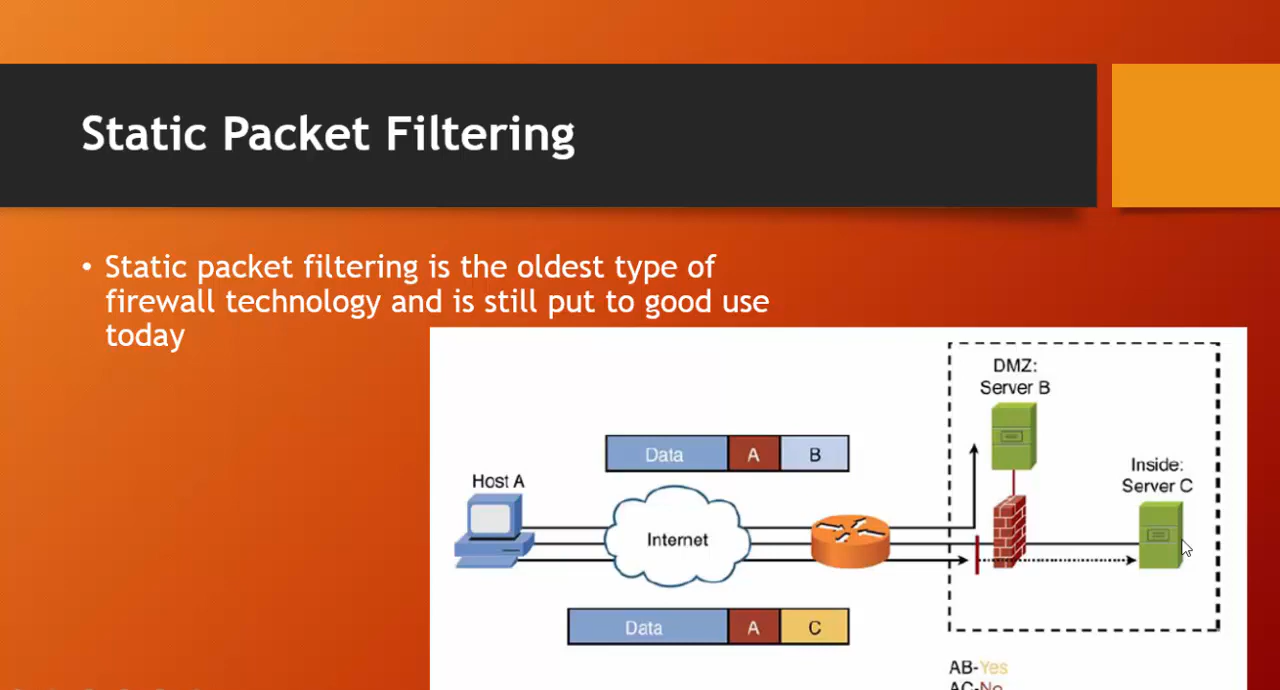 Static Packet Filtering
• Static packet filtering is the oldest type of
firewall technology and is still put to good use
today
DMZ:
Server B
Data A B
Host A
Inside:
Server C
Internet
Data A C
AB-Yes
AC-No